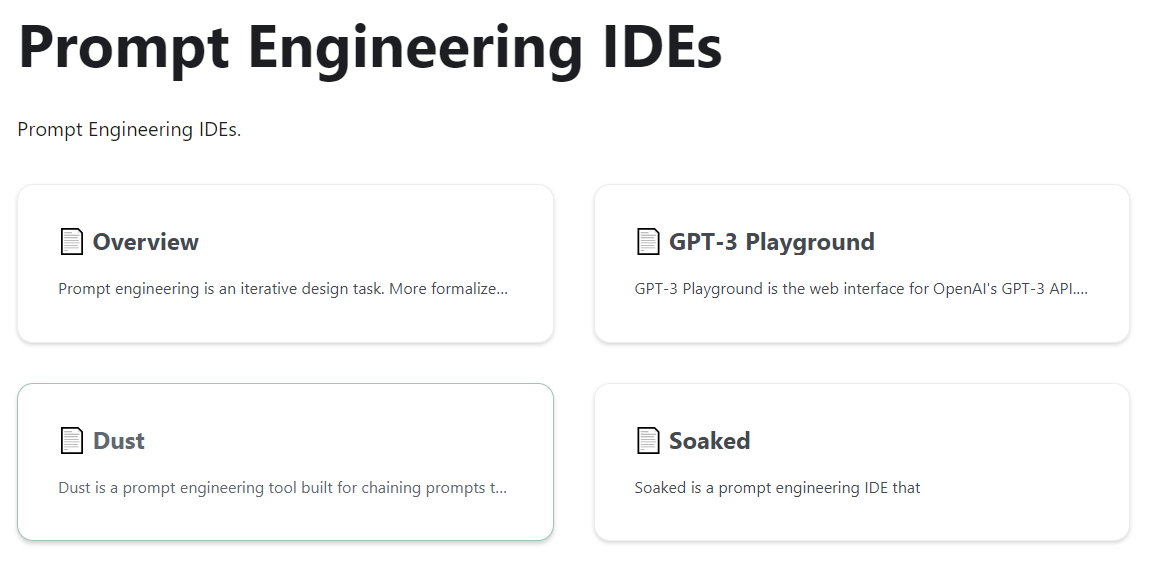 Prompt Engineering IDEs
Prompt Engineering IDEs.
Overview
Prompt engineering is an iterative design task. More formalize...
GPT-3 Playground
GPT-3 Playground is the web interface for OpenAI's GPT-3 API....
Dust
Dust is a prompt engineering tool built for chaining prompts t...
Soaked
Soaked is a prompt engineering IDE that